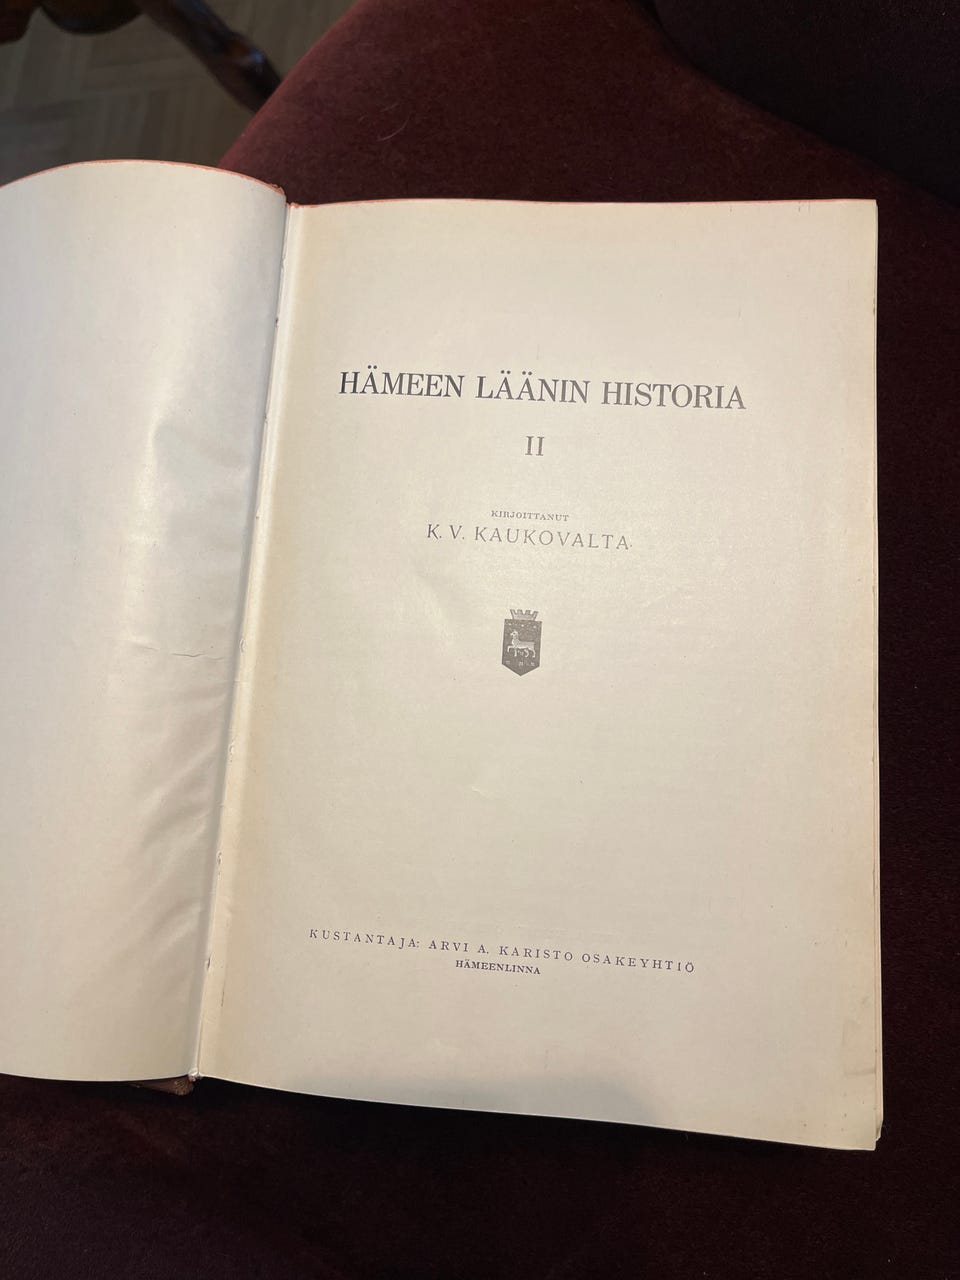 HÄMEEN LÄÄNIN HISTORIA
II
KIRJOITTANUT
K. V. KAUKOVALTA
KUSTANTAJA: ARVI A. KARISTO OSAKEYHTIÖ
HÄMEENLINNA